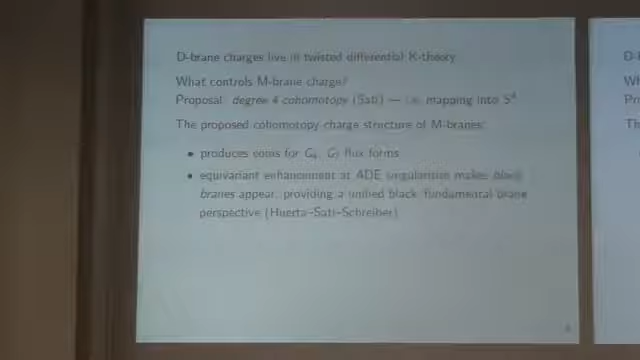 D-brane charges live in twisted differential K-theory
What controls M-brane charge?
Proposal: degree 4 cohomotopy (Sati) — i.e. mapping into S⁴
The proposed cohomotopy charge structure of M-branes:
• produces eoms for G₄, G₇ flux forms
• equivariant enhancement at ADE singularities makes black
branes appear, providing a unified black, fundamental brane
perspective (Huerta–Sati–Schreiber)